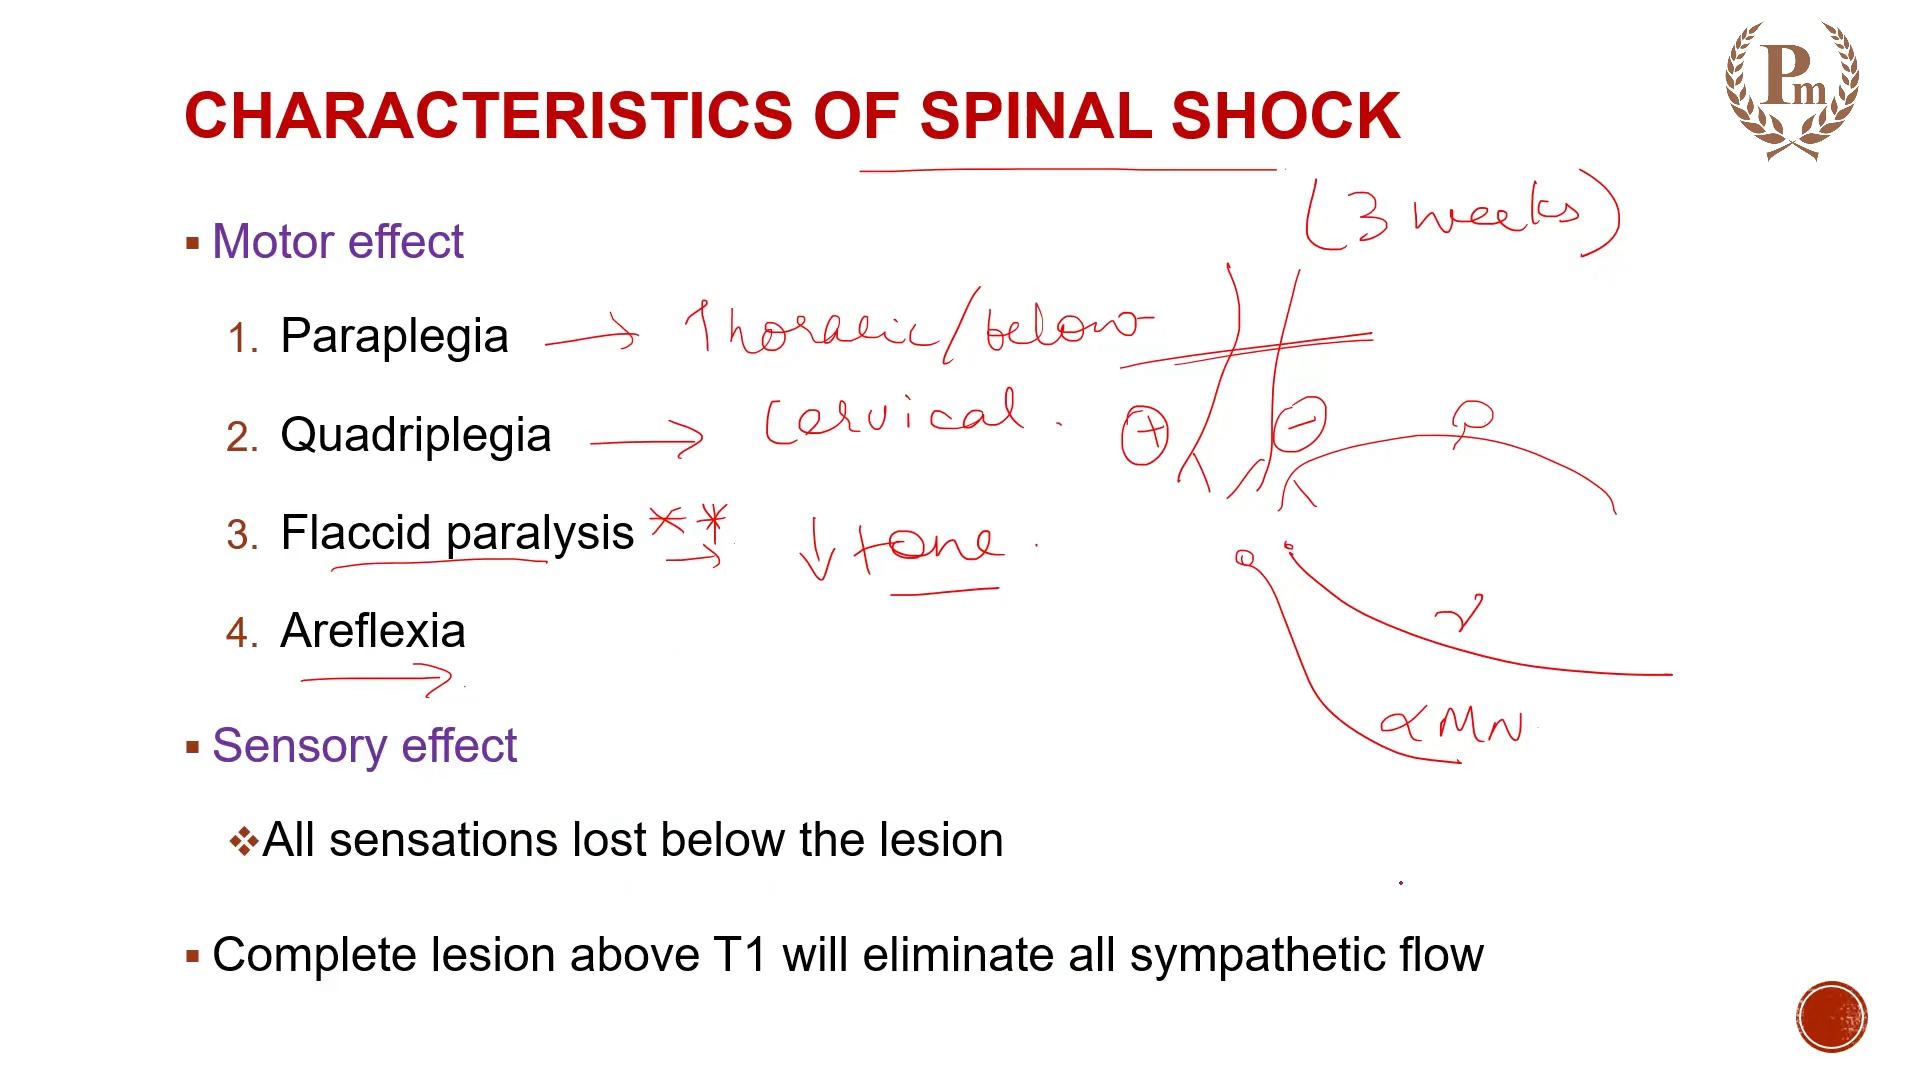 Pm
CHARACTERISTICS OF SPINAL SHOCK
(3 weeks)
▪ Motor effect
1. Paraplegia → Thoracic/below
2. Quadriplegia → Cervical.
+ −
3. Flaccid paralysis ** → ↓ tone.
4. Areflexia →
γ
αMN
▪ Sensory effect
❖All sensations lost below the lesion
▪ Complete lesion above T1 will eliminate all sympathetic flow